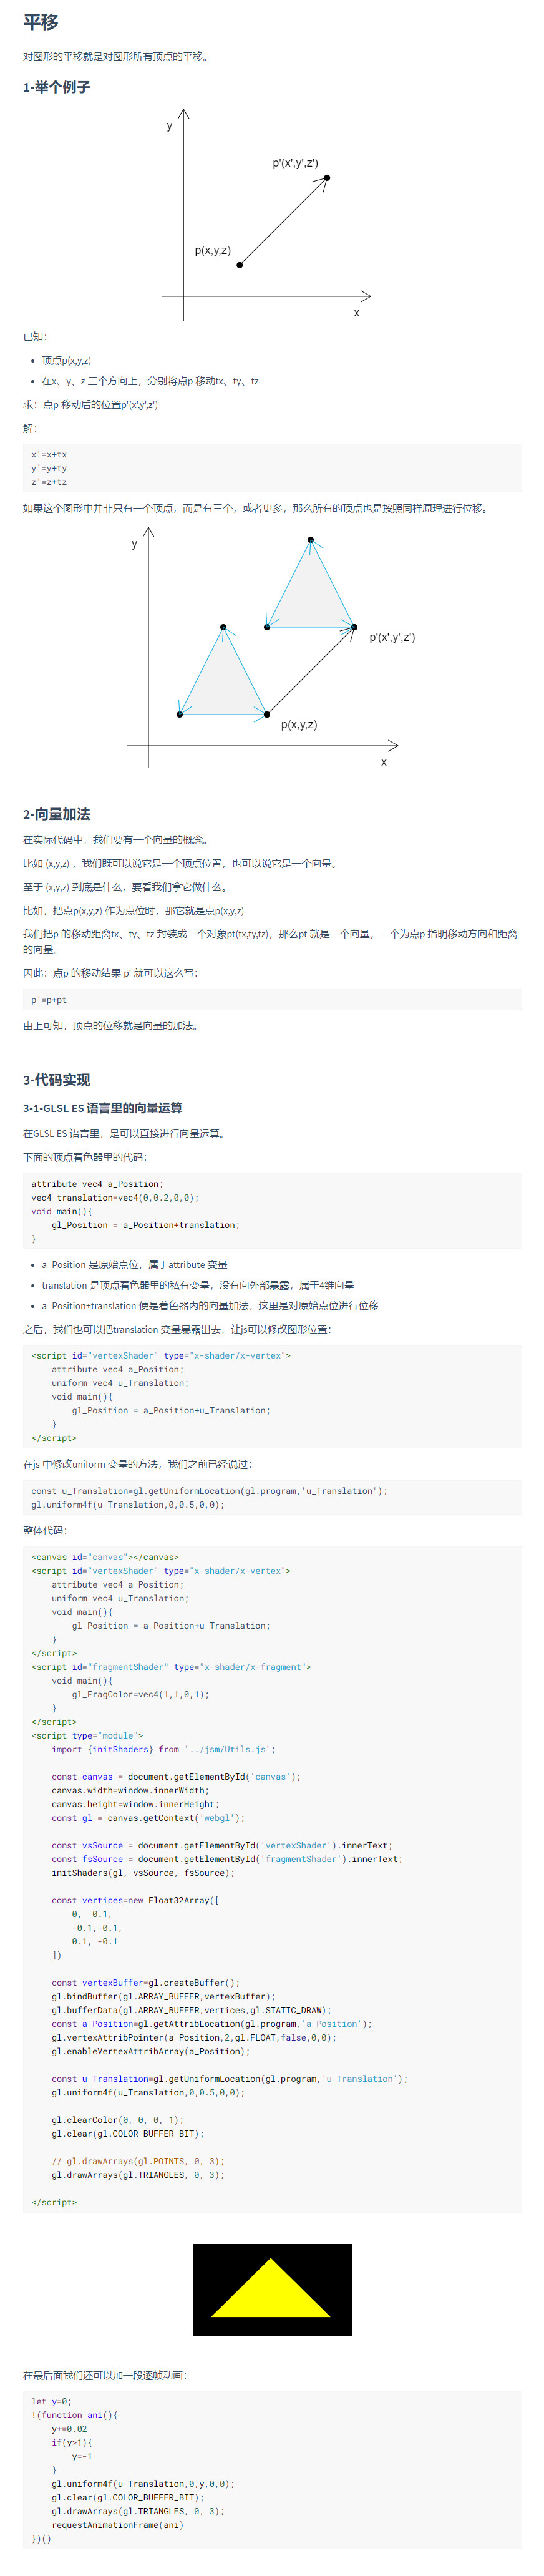 平移
对图形的平移就是对图形所有顶点的平移。
1-举个例子
y
p'(x',y',z')
p(x,y,z)
x
已知：
• 顶点p(x,y,z)
• 在x、y、z 三个方向上，分别将点p 移动tx、ty、tz
求：点p 移动后的位置p'(x',y',z')
解：
x'=x+tx
y'=y+ty
z'=z+tz
如果这个图形中并非只有一个顶点，而是有三个，或者更多，那么所有的顶点也是按照同样原理进行位移。
y
p'(x',y',z')
p(x,y,z)
x
2-向量加法
在实际代码中，我们要有一个向量的概念。
比如 (x,y,z) ，我们既可以说它是一个顶点位置，也可以说它是一个向量。
至于 (x,y,z) 到底是什么，要看我们拿它做什么。
比如，把点p(x,y,z) 作为点位时，那它就是点p(x,y,z)
我们把p 的移动距离tx、ty、tz 封装成一个对象pt(tx,ty,tz)，那么pt 就是一个向量，一个为点p 指明移动方向和距离
的向量。
因此：点p 的移动结果 p' 就可以这么写：
p'=p+pt
由上可知，顶点的位移就是向量的加法。
3-代码实现
3-1-GLSL ES 语言里的向量运算
在GLSL ES 语言里，是可以直接进行向量运算。
下面的顶点着色器里的代码：
attribute vec4 a_Position;
vec4 translation=vec4(0,0.2,0,0);
void main(){
    gl_Position = a_Position+translation;
}
• a_Position 是原始点位，属于attribute 变量
• translation 是顶点着色器里的私有变量，没有向外部暴露，属于4维向量
• a_Position+translation 便是着色器内的向量加法，这里是对原始点位进行位移
之后，我们也可以把translation 变量暴露出去，让js可以修改图形位置：
<script id="vertexShader" type="x-shader/x-vertex">
    attribute vec4 a_Position;
    uniform vec4 u_Translation;
    void main(){
        gl_Position = a_Position+u_Translation;
    }
</script>
在js 中修改uniform 变量的方法，我们之前已经说过：
const u_Translation=gl.getUniformLocation(gl.program,'u_Translation');
gl.uniform4f(u_Translation,0,0.5,0,0);
整体代码：
<canvas id="canvas"></canvas>
<script id="vertexShader" type="x-shader/x-vertex">
    attribute vec4 a_Position;
    uniform vec4 u_Translation;
    void main(){
        gl_Position = a_Position+u_Translation;
    }
</script>
<script id="fragmentShader" type="x-shader/x-fragment">
    void main(){
        gl_FragColor=vec4(1,1,0,1);
    }
</script>
<script type="module">
    import {initShaders} from '../jsm/Utils.js';
    const canvas = document.getElementById('canvas');
    canvas.width=window.innerWidth;
    canvas.height=window.innerHeight;
    const gl = canvas.getContext('webgl');
    const vsSource = document.getElementById('vertexShader').innerText;
    const fsSource = document.getElementById('fragmentShader').innerText;
    initShaders(gl, vsSource, fsSource);
    const vertices=new Float32Array([
        0,  0.1,
        -0.1,-0.1,
        0.1, -0.1
    ])
    const vertexBuffer=gl.createBuffer();
    gl.bindBuffer(gl.ARRAY_BUFFER,vertexBuffer);
    gl.bufferData(gl.ARRAY_BUFFER,vertices,gl.STATIC_DRAW);
    const a_Position=gl.getAttribLocation(gl.program,'a_Position');
    gl.vertexAttribPointer(a_Position,2,gl.FLOAT,false,0,0);
    gl.enableVertexAttribArray(a_Position);
    const u_Translation=gl.getUniformLocation(gl.program,'u_Translation');
    gl.uniform4f(u_Translation,0,0.5,0,0);
    gl.clearColor(0, 0, 0, 1);
    gl.clear(gl.COLOR_BUFFER_BIT);
    // gl.drawArrays(gl.POINTS, 0, 3);
    gl.drawArrays(gl.TRIANGLES, 0, 3);
</script>
在最后面我们还可以加一段逐帧动画：
let y=0;
!(function ani(){
    y+=0.02
    if(y>1){
        y=-1
    }
    gl.uniform4f(u_Translation,0,y,0,0);
    gl.clear(gl.COLOR_BUFFER_BIT);
    gl.drawArrays(gl.TRIANGLES, 0, 3);
    requestAnimationFrame(ani)
})()